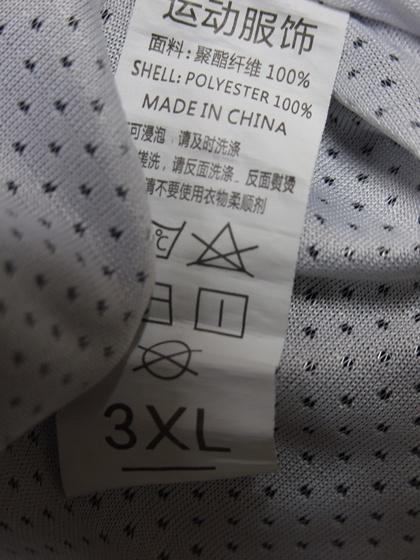 运动服饰
面料:聚酯纤维 100%
SHELL: POLYESTER 100%
MADE IN CHINA
可浸泡,请及时洗涤
搓洗,请反面洗涤、反面熨烫
请不要使用衣物柔顺剂
℃
3XL